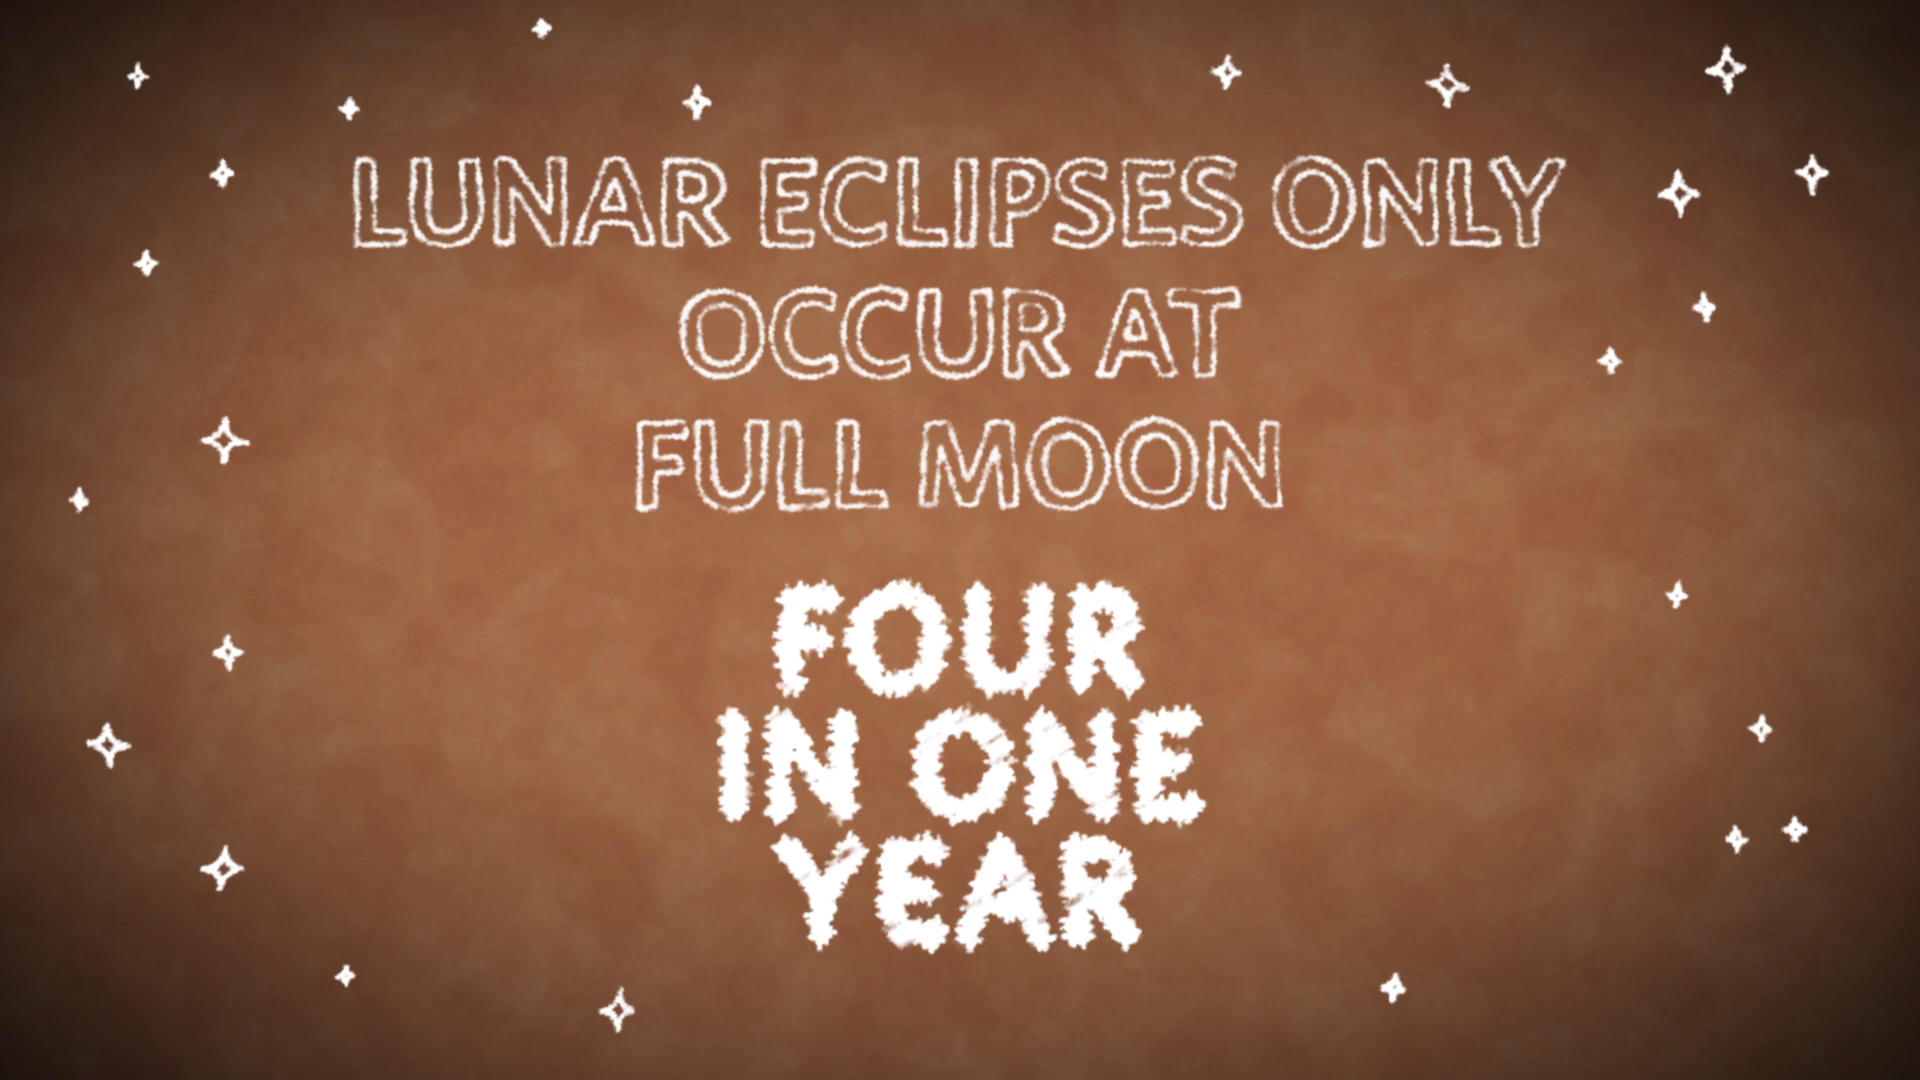 LUNAR ECLIPSES ONLY
OCCUR AT
FULL MOON
FOUR
IN ONE
YEAR